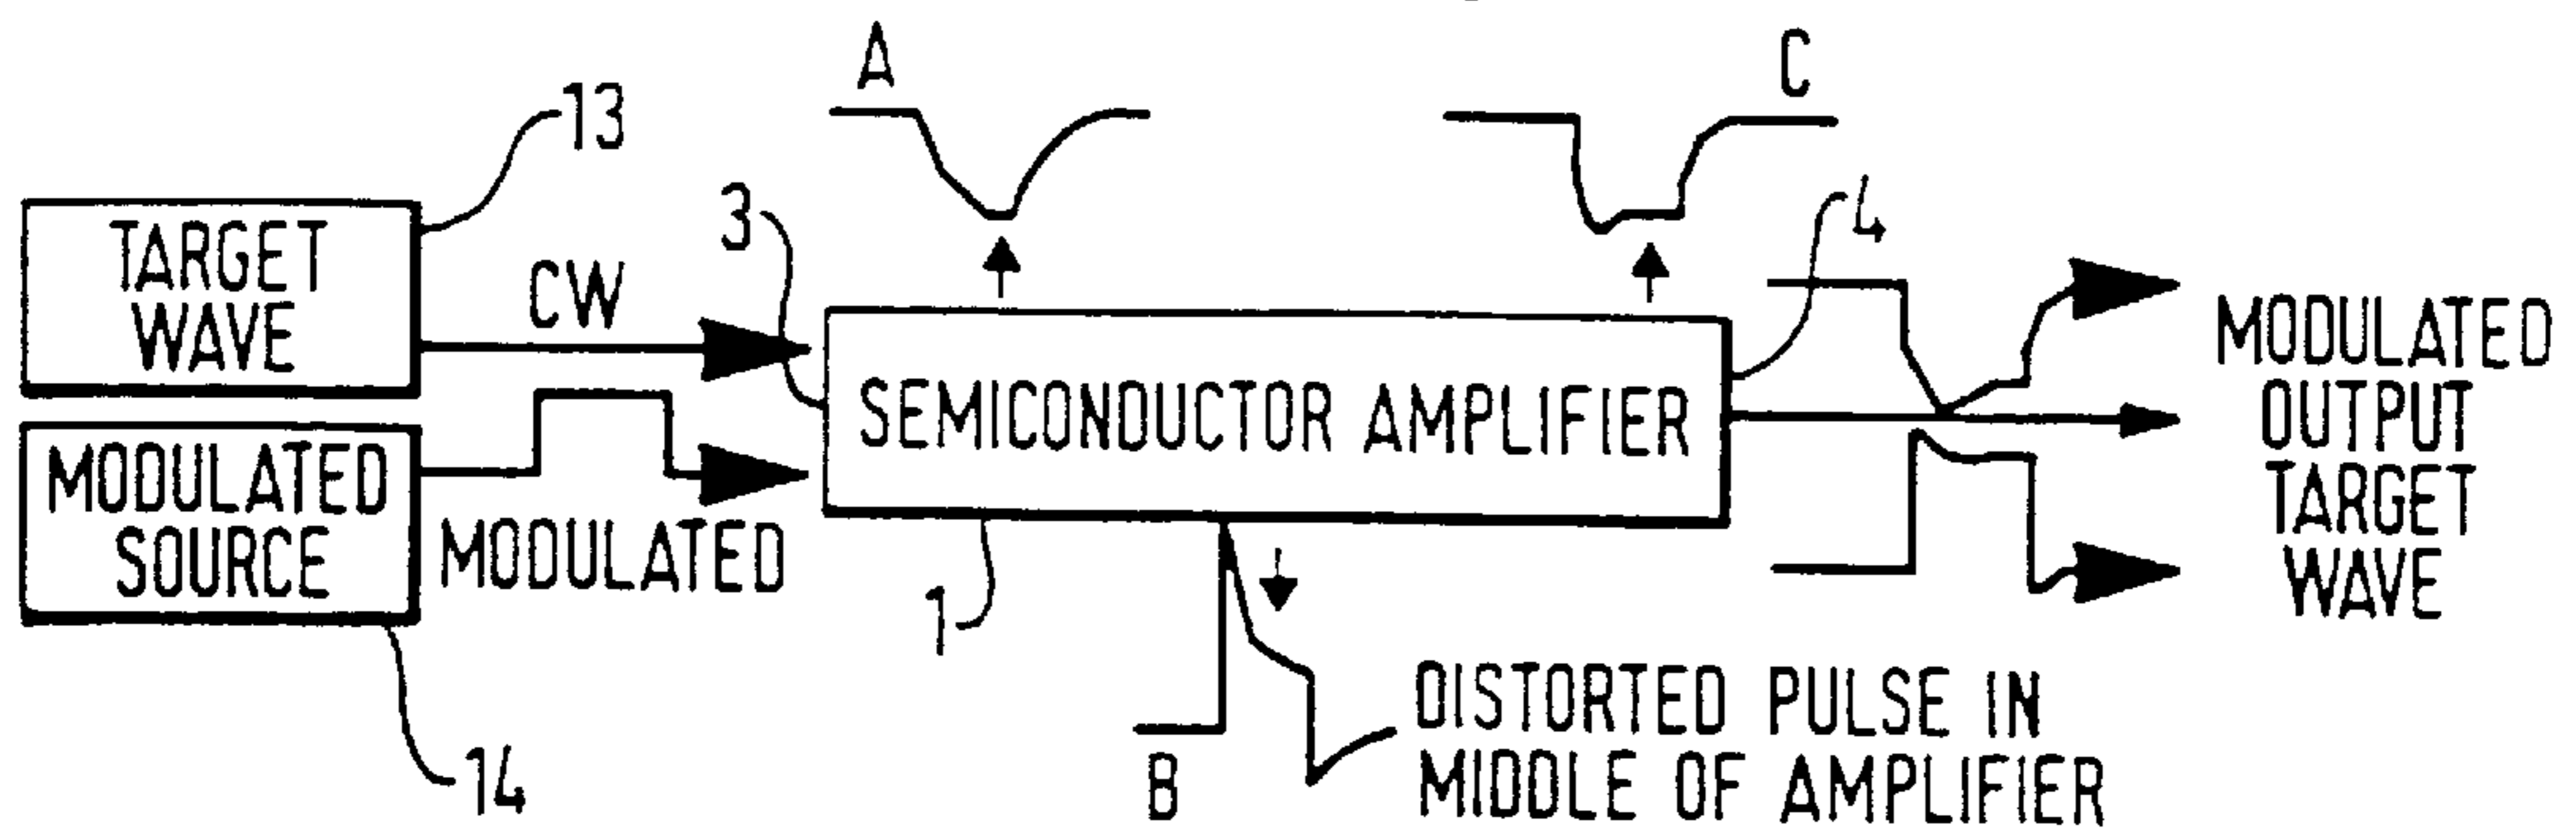 A
C
13
3
4
TARGET
WAVE
CW
MODULATED
SOURCE
MODULATED
14
SEMICONDUCTOR AMPLIFIER
1
B
DISTORTED PULSE IN
MIDDLE OF AMPLIFIER
MODULATED
OUTPUT
TARGET
WAVE